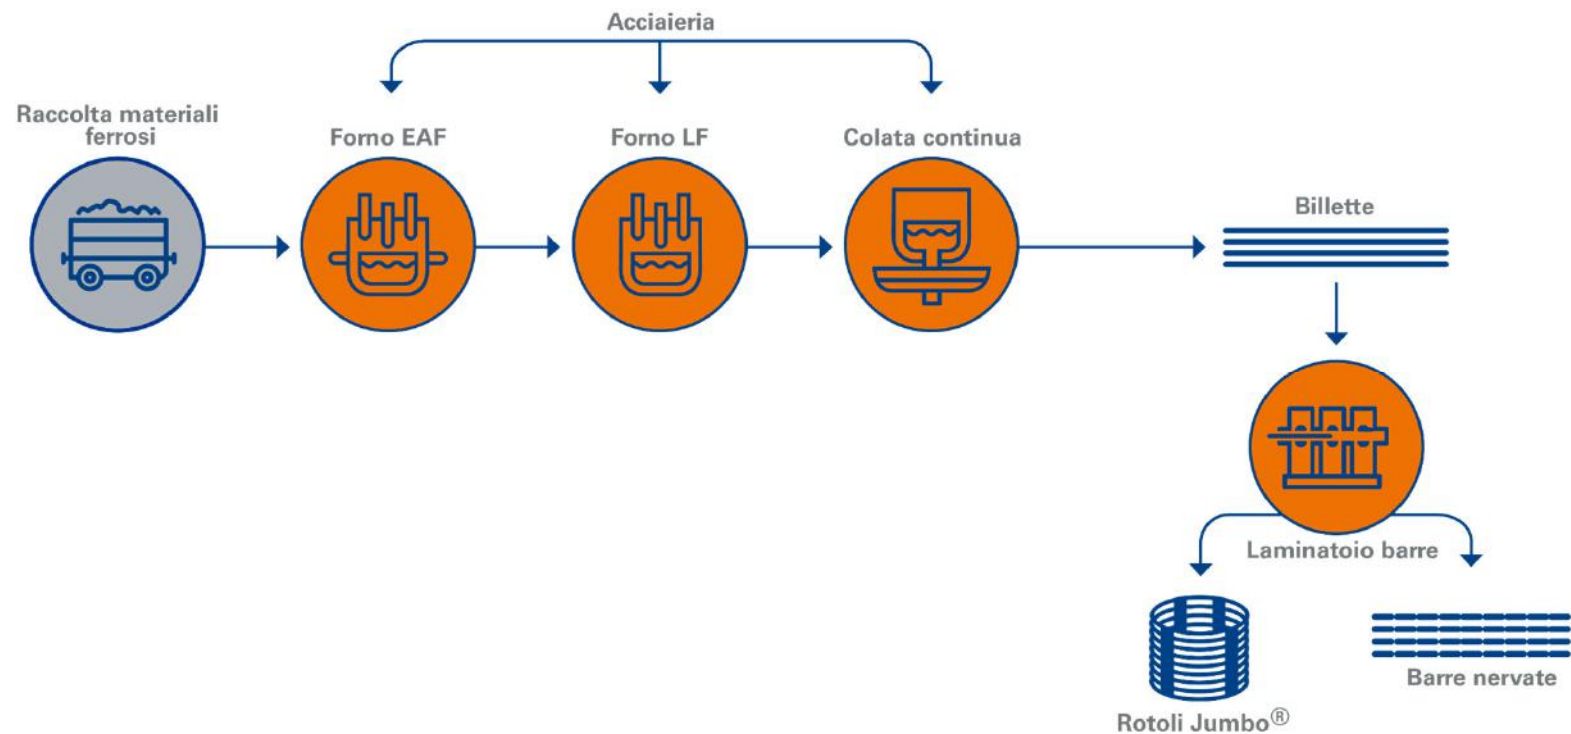 Acciaieria
Raccolta materiali
ferrosi
Forno EAF
Forno LF
Colata continua
Billette
Laminatoio barre
Barre nervate
Rotoli Jumbo®